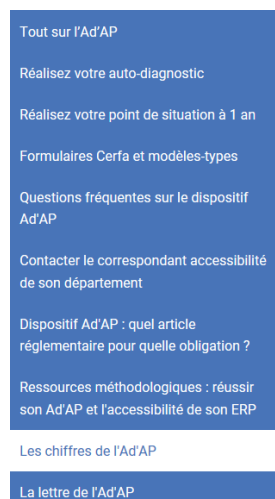 Tout sur l'Ad'AP
Réalisez votre auto-diagnostic
Réalisez votre point de situation à 1 an
Formulaires Cerfa et modèles-types
Questions fréquentes sur le dispositif
Ad'AP
Contacter le correspondant accessibilité
de son département
Dispositif Ad'AP : quel article
réglementaire pour quelle obligation ?
Ressources méthodologiques : réussir
son Ad'AP et l'accessibilité de son ERP
Les chiffres de l'Ad'AP
La lettre de l'Ad'AP